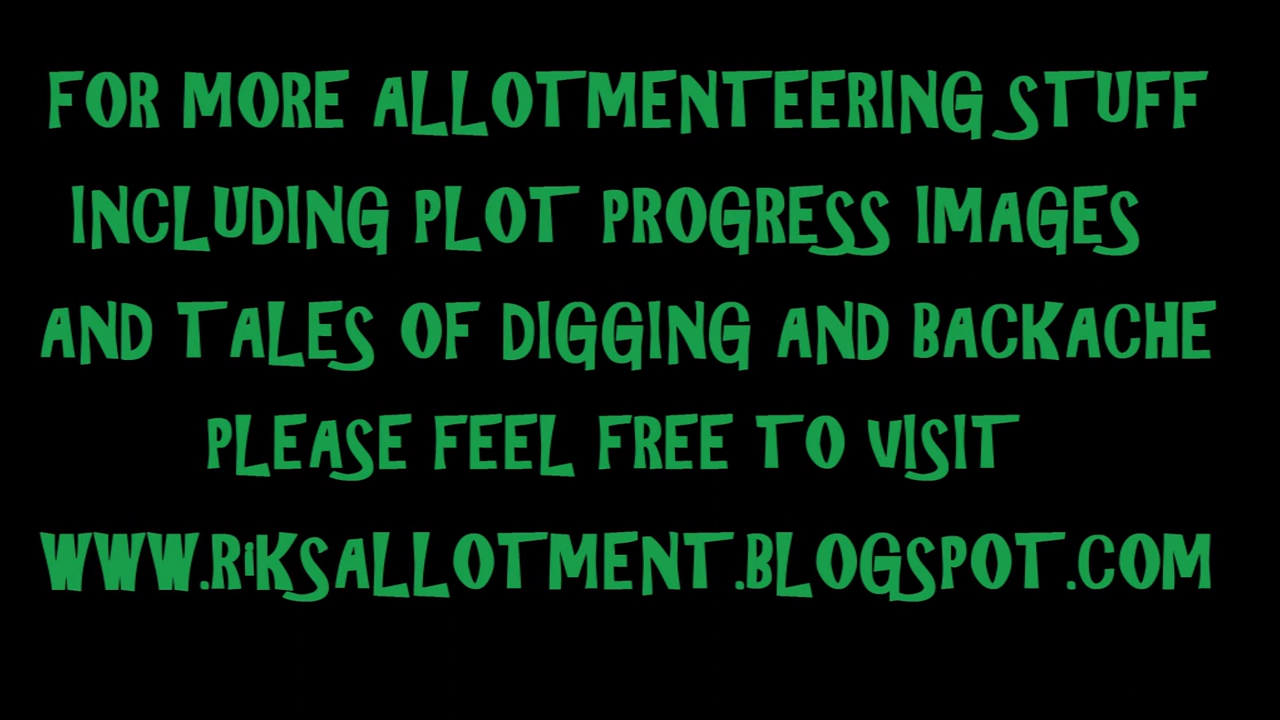 FOR MORE ALLOTMENTEERING STUFF
INCLUDING PLOT PROGRESS IMAGES
AND TALES OF DIGGING AND BACKACHE
PLEASE FEEL FREE TO VISIT
WWW.RiKSALLOTMENT.BLOGSPOT.COM